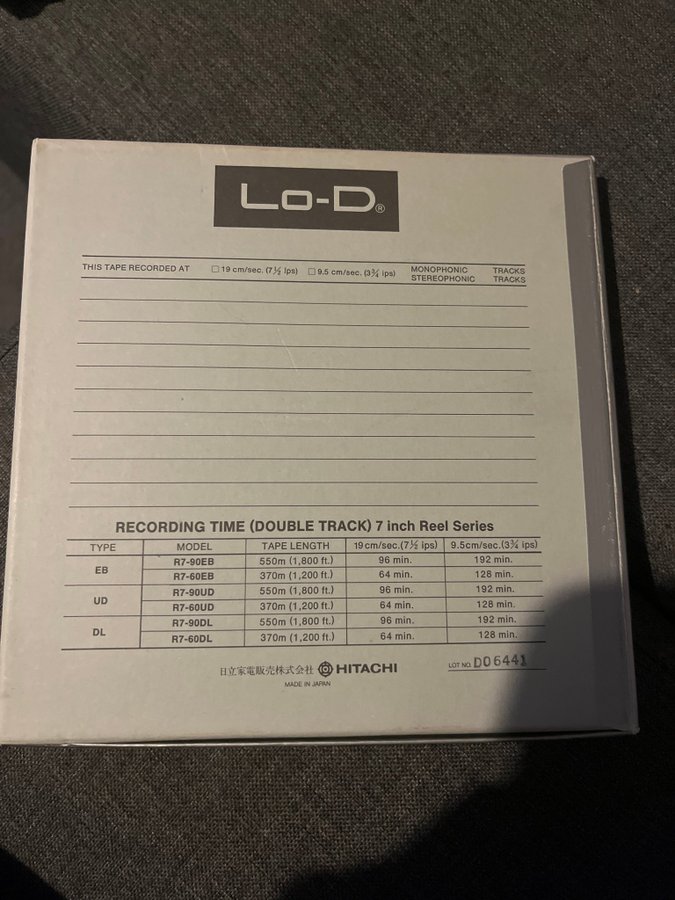 Lo-D®
THIS TAPE RECORDED AT □ 19 cm/sec. (7½ ips) □ 9.5 cm/sec. (3¾ ips) MONOPHONIC TRACKS
STEREOPHONIC TRACKS
RECORDING TIME (DOUBLE TRACK) 7 inch Reel Series
TYPE MODEL TAPE LENGTH 19cm/sec.(7½ ips) 9.5cm/sec.(3¾ ips)
EB R7-90EB 550m (1,800 ft.) 96 min. 192 min.
R7-60EB 370m (1,200 ft.) 64 min. 128 min.
UD R7-90UD 550m (1,800 ft.) 96 min. 192 min.
R7-60UD 370m (1,200 ft.) 64 min. 128 min.
DL R7-90DL 550m (1,800 ft.) 96 min. 192 min.
R7-60DL 370m (1,200 ft.) 64 min. 128 min.
日立家電販売株式会社 HITACHI LOT NO. D06441
MADE IN JAPAN